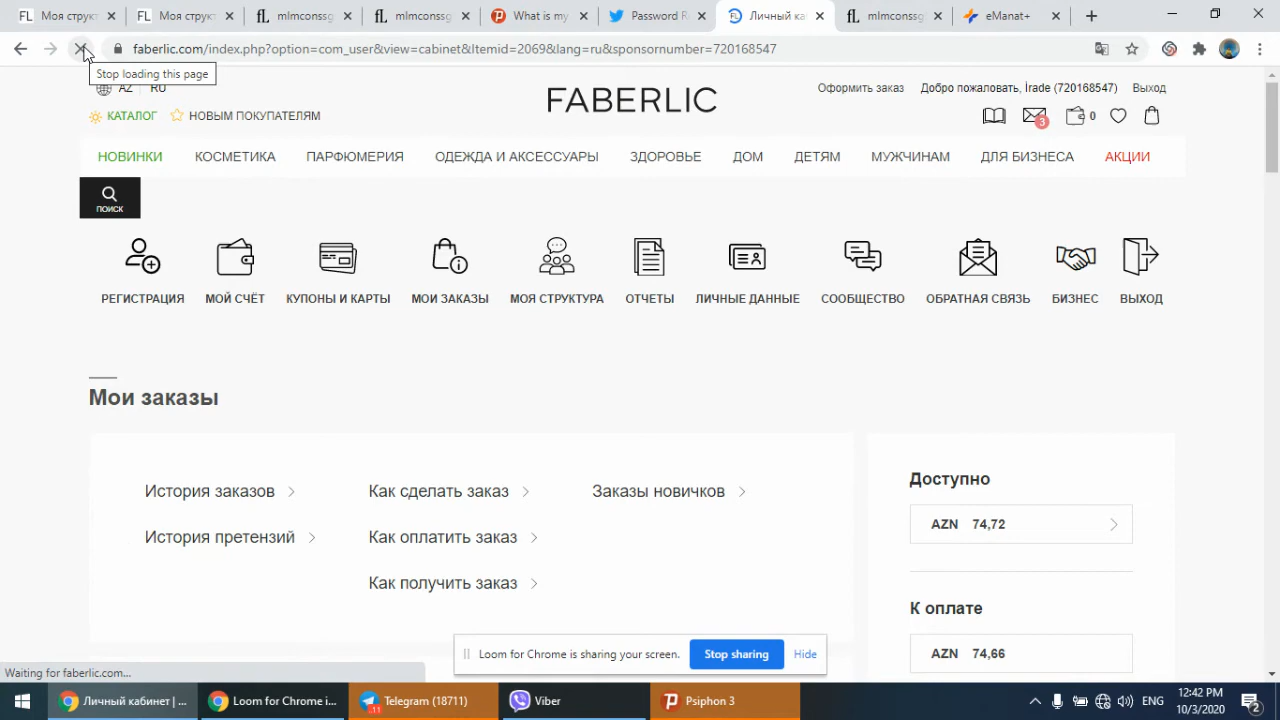 Моя структ
Моя структ
mlmconssg
mlmconssg
What is my
Password R
Личный ка
mlmconssg
eManat+
faberlic.com/index.php?option=com_user&view=cabinet&Itemid=2069&lang=ru&sponsornumber=720168547
Stop loading this page
AZ RU
FABERLIC
Оформить заказ Добро пожаловать, İrade (720168547) Выход
КАТАЛОГ НОВЫМ ПОКУПАТЕЛЯМ
3 0
НОВИНКИ КОСМЕТИКА ПАРФЮМЕРИЯ ОДЕЖДА И АКСЕССУАРЫ ЗДОРОВЬЕ ДОМ ДЕТЯМ МУЖЧИНАМ ДЛЯ БИЗНЕСА АКЦИИ
ПОИСК
РЕГИСТРАЦИЯ МОЙ СЧЁТ КУПОНЫ И КАРТЫ МОИ ЗАКАЗЫ МОЯ СТРУКТУРА ОТЧЕТЫ ЛИЧНЫЕ ДАННЫЕ СООБЩЕСТВО ОБРАТНАЯ СВЯЗЬ БИЗНЕС ВЫХОД
Мои заказы
История заказов Как сделать заказ Заказы новичков
История претензий Как оплатить заказ
Как получить заказ
Доступно
AZN 74,72
К оплате
AZN 74,66
Loom for Chrome is sharing your screen. Stop sharing Hide
Waiting for faberlic.com...
Личный кабинет | ...
Loom for Chrome i...
Telegram (18711)
Viber
Psiphon 3
ENG
12:42 PM
10/3/2020
2